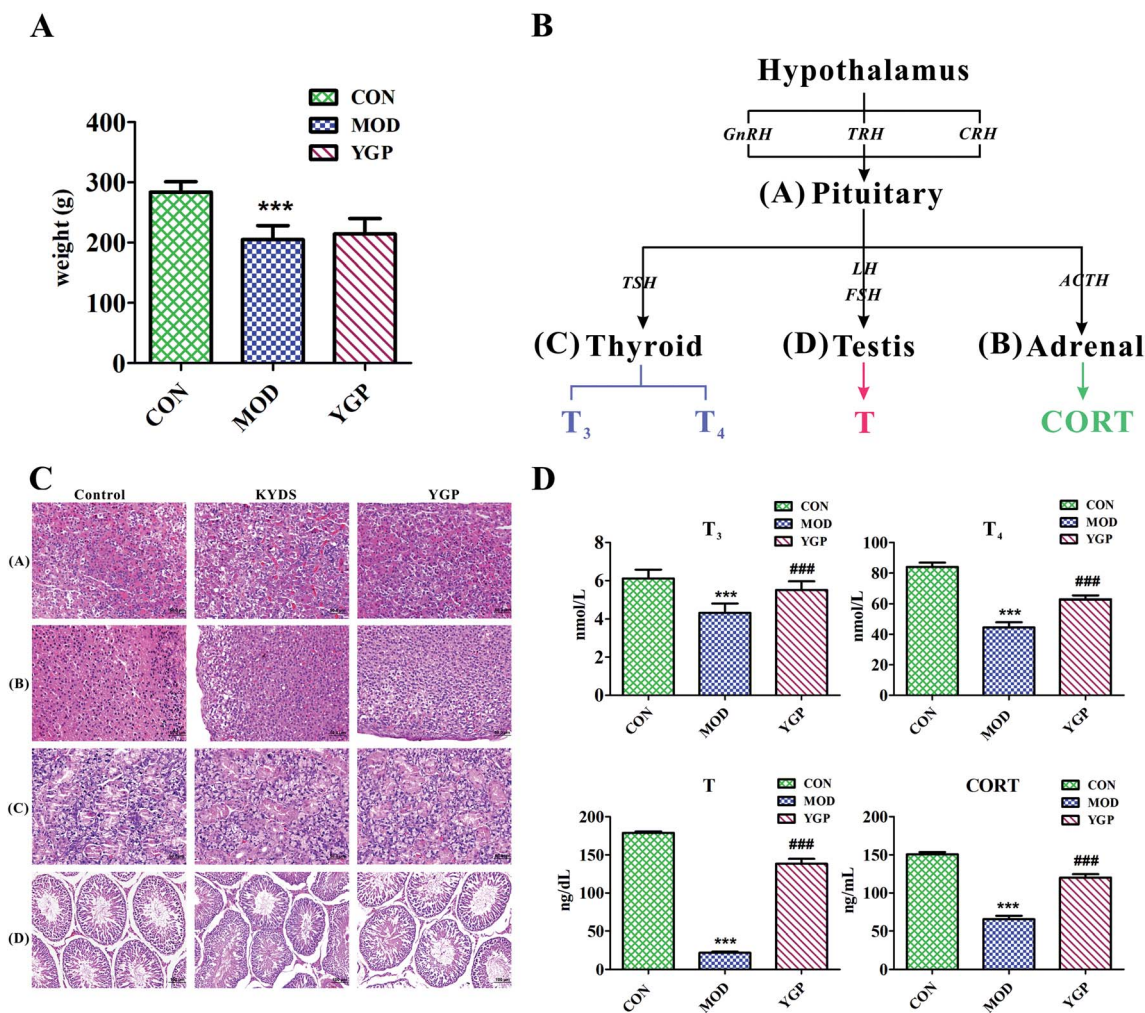 A
CON
MOD
YGP
weight (g)
400
300
200
100
0
***
CON
MOD
YGP
B
Hypothalamus
GnRH TRH CRH
(A) Pituitary
TSH LH FSH ACTH
(C) Thyroid (D) Testis (B) Adrenal
T3 T4 T CORT
C
Control KYDS YGP
(A)
(B)
(C)
(D)
D
T3
CON
MOD
YGP
nmol/L
8
6
4
2
0
***
###
CON
MOD
YGP
T4
CON
MOD
YGP
nmol/L
100
80
60
40
20
0
***
###
CON
MOD
YGP
T
CON
MOD
YGP
ng/dL
200
150
100
50
0
***
###
CON
MOD
YGP
CORT
CON
MOD
YGP
ng/mL
200
150
100
50
0
***
###
CON
MOD
YGP